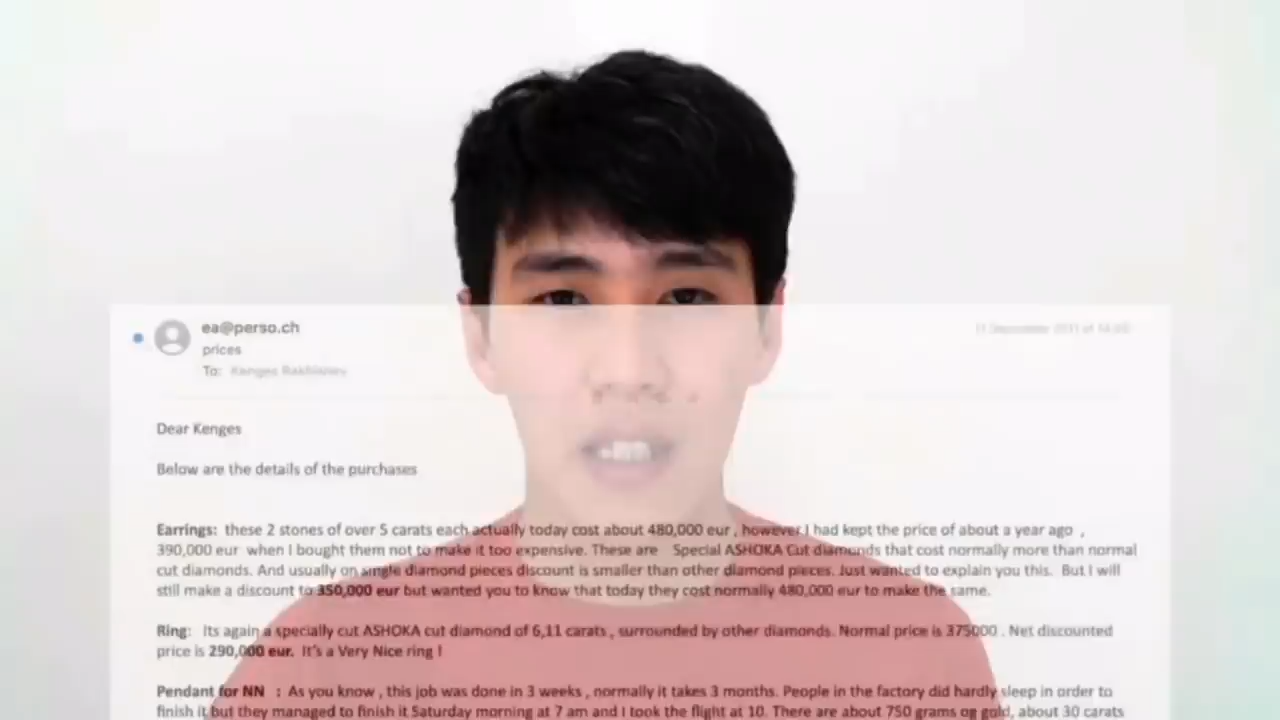 ea@perso.ch
prices
To: Kenges Rakhishev
Dear Kenges
Below are the details of the purchases
Earrings: these 2 stones of over 5 carats each actually today cost about 480,000 eur , however I had kept the price of about a year ago ,
390,000 eur when I bought them not to make it too expensive. These are Special ASHOKA Cut diamonds that cost normally more than normal
cut diamonds. And usually on single diamond pieces discount is smaller than other diamond pieces. Just wanted to explain you this. But I will
still make a discount to 350,000 eur but wanted you to know that today they cost normally 480,000 eur to make the same.
Ring: Its again a specially cut ASHOKA cut diamond of 6,11 carats , surrounded by other diamonds. Normal price is 375000 . Net discounted
price is 290,000 eur. It's a Very Nice ring !
Pendant for NN : As you know , this job was done in 3 weeks , normally it takes 3 months. People in the factory did hardly sleep in order to
finish it but they managed to finish it Saturday morning at 7 am and I took the flight at 10. There are about 750 grams og gold, about 30 carats